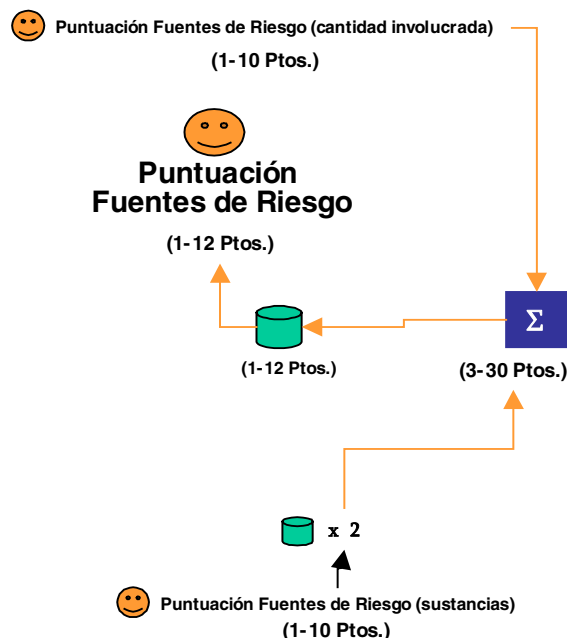 Puntuación Fuentes de Riesgo (cantidad involucrada)
(1-10 Ptos.)
Puntuación
Fuentes de Riesgo
(1-12 Ptos.)
Σ
(1-12 Ptos.)
(3-30 Ptos.)
x 2
Puntuación Fuentes de Riesgo (sustancias)
(1-10 Ptos.)